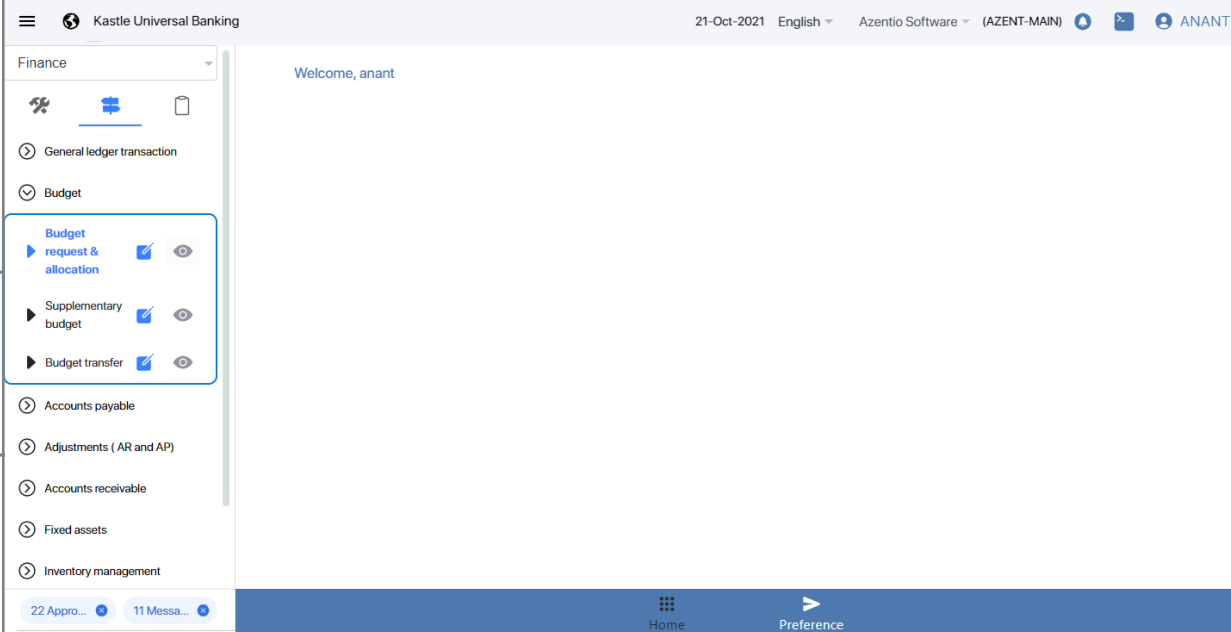 Kastle Universal Banking
21-Oct-2021 English Azentio Software (AZENT-MAIN) ANANT
Finance
Welcome, anant
General ledger transaction
Budget
Budget
request &
allocation
Supplementary
budget
Budget transfer
Accounts payable
Adjustments ( AR and AP)
Accounts receivable
Fixed assets
Inventory management
22 Appro... 11 Messa...
Home
Preference